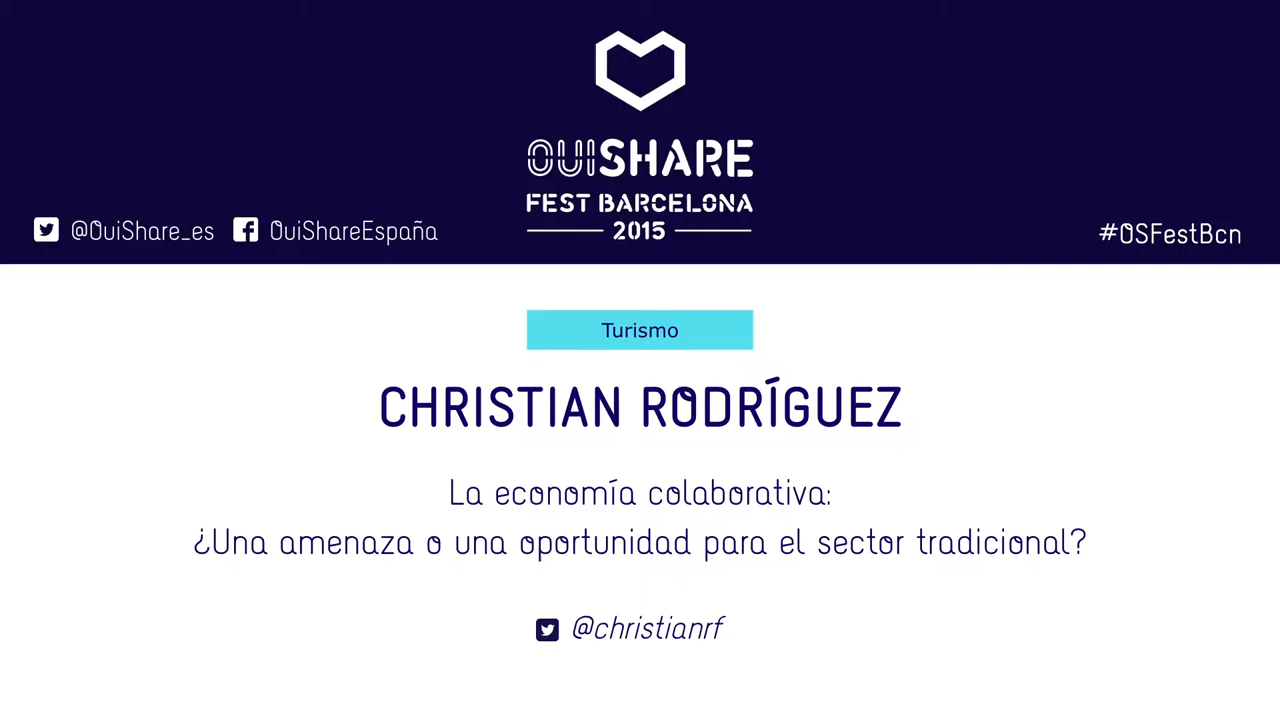 OUISHARE
FEST BARCELONA
2015
@OuiShare_es OuiShareEspaña
#OSFestBcn
Turismo
CHRISTIAN RODRÍGUEZ
La economía colaborativa:
¿Una amenaza o una oportunidad para el sector tradicional?
@christianrf